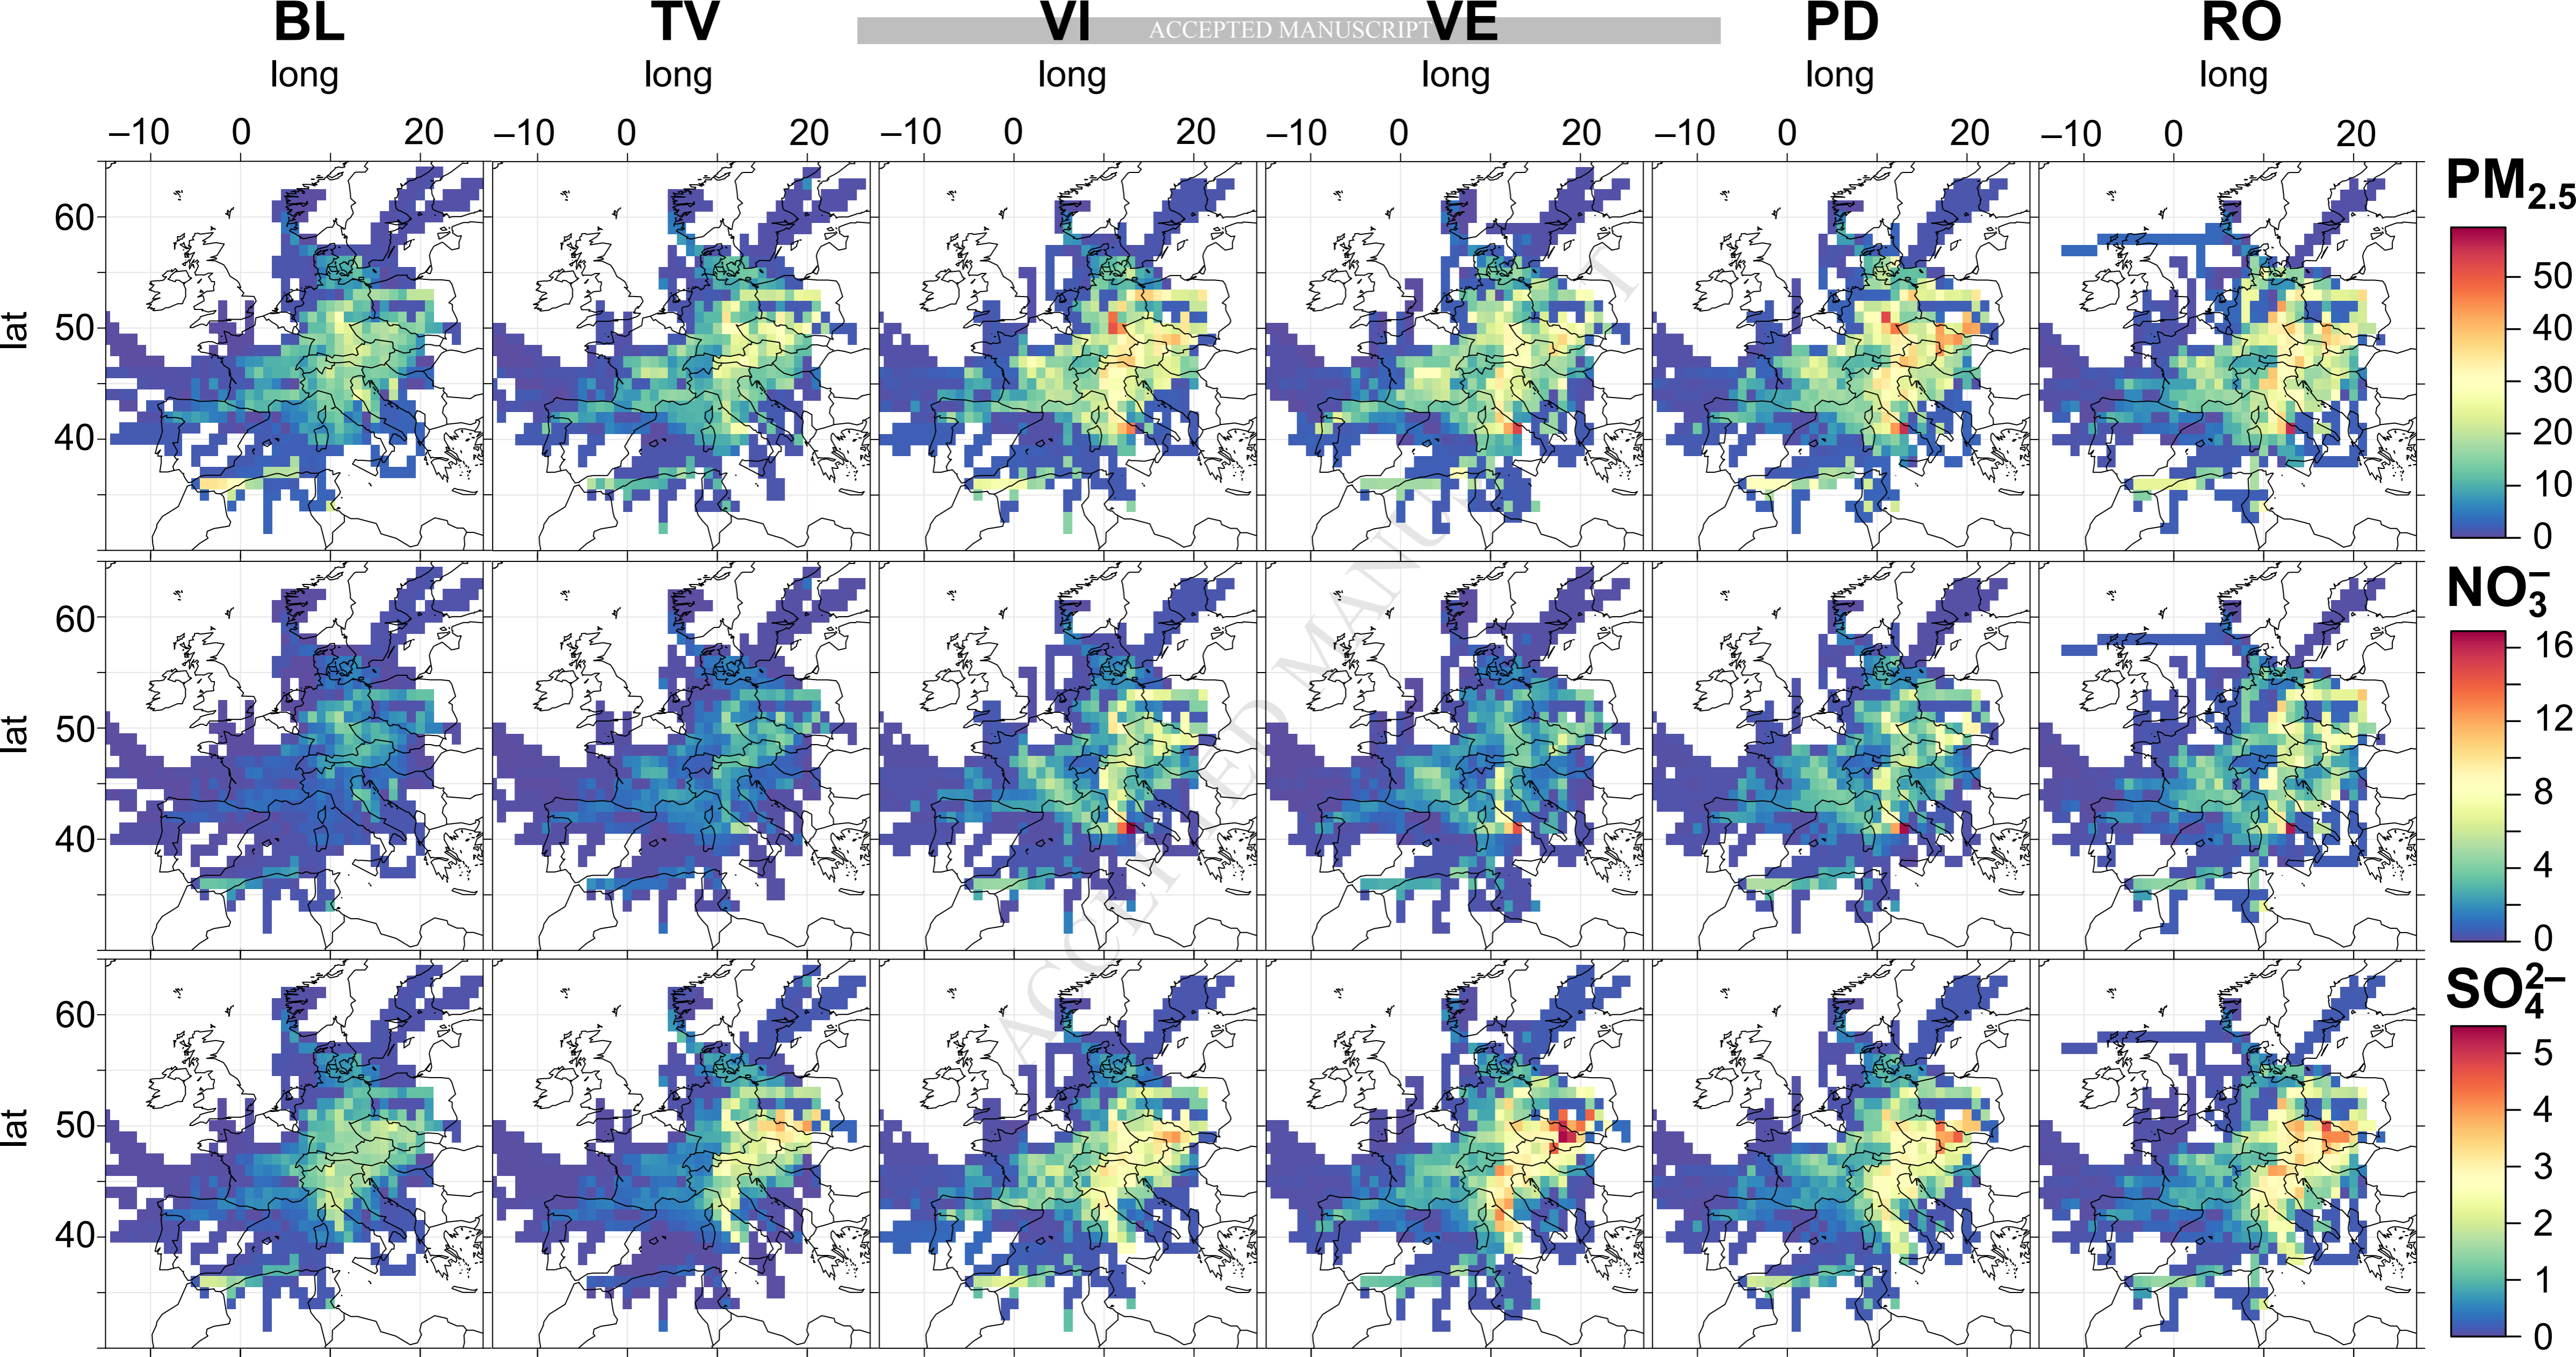 BL TV VI VE PD RO
ACCEPTED MANUSCRIPT
long long long long long long
–10 0 20 –10 0 20 –10 0 20 –10 0 20 –10 0 20 –10 0 20
lat
60
50
40
PM2.5
50
40
30
20
10
0
lat
60
50
40
NO3−
16
12
8
4
0
lat
60
50
40
SO42−
5
4
3
2
1
0
ACCEPTED MANUSCRIPT